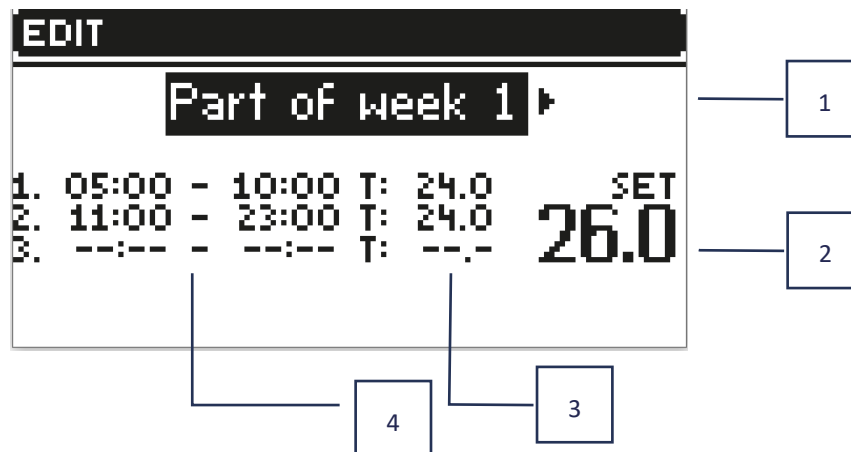 EDIT
Part of week 1
1. 05:00 - 10:00 T: 24.0
2. 11:00 - 23:00 T: 24.0
3. --:-- - --:-- T: --.-
SET
26.0
1
2
3
4